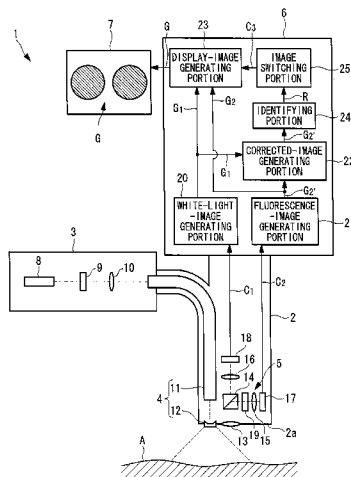 1
7
23
6
DISPLAY-IMAGE GENERATING PORTION
G
C3
IMAGE SWITCHING PORTION
25
G
G1
G2
R
IDENTIFYING PORTION
24
G2'
CORRECTED-IMAGE GENERATING PORTION
22
G1
G2'
20
WHITE-LIGHT-IMAGE GENERATING PORTION
FLUORESCENCE-IMAGE GENERATING PORTION
3
8
9
10
C1
C2
2
18
16
14
5
4
11
12
17
13
19
15
2a
A